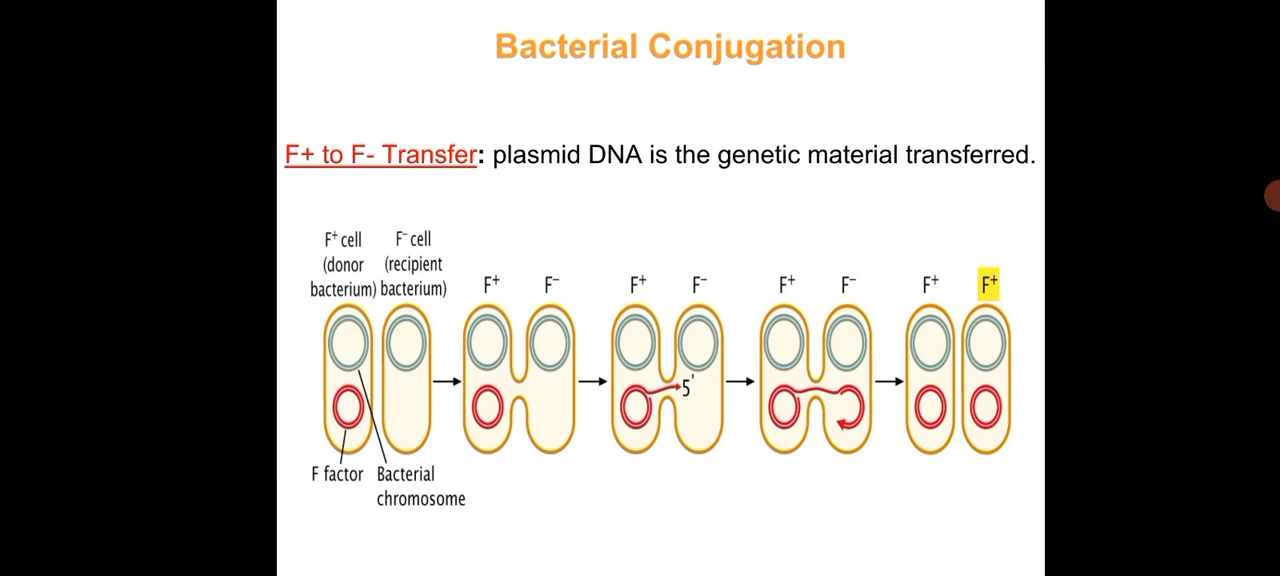 Bacterial Conjugation
F+ to F- Transfer: plasmid DNA is the genetic material transferred.
F⁺ cell
(donor
bacterium)
F⁻ cell
(recipient
bacterium)
F⁺
F⁻
F⁺
F⁻
F⁺
F⁻
F⁺
F⁺
5'
F factor
Bacterial
chromosome